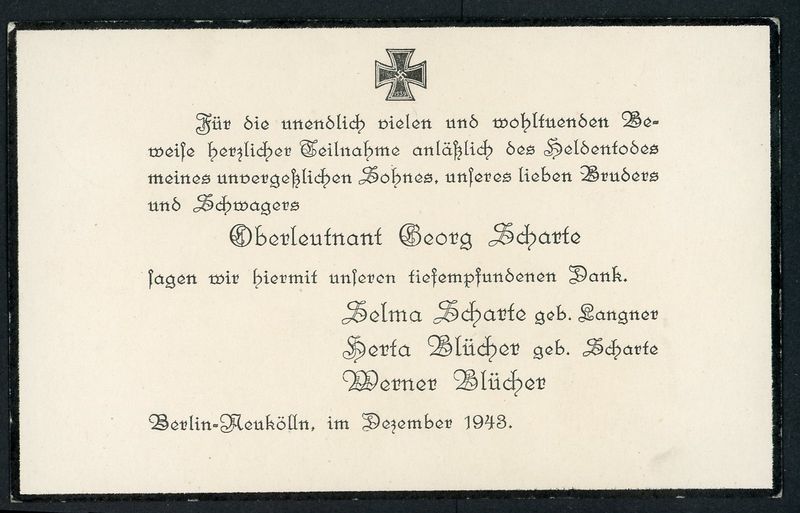 Für die unendlich vielen und wohltuenden Be-
weise herzlicher Teilnahme anläßlich des Heldentodes
meines unvergeßlichen Sohnes, unseres lieben Bruders
und Schwagers
Oberleutnant Georg Scharte
sagen wir hiermit unseren tiefempfundenen Dank.
Selma Scharte geb. Langner
Herta Blücher geb. Scharte
Werner Blücher
Berlin-Neukölln, im Dezember 1943.